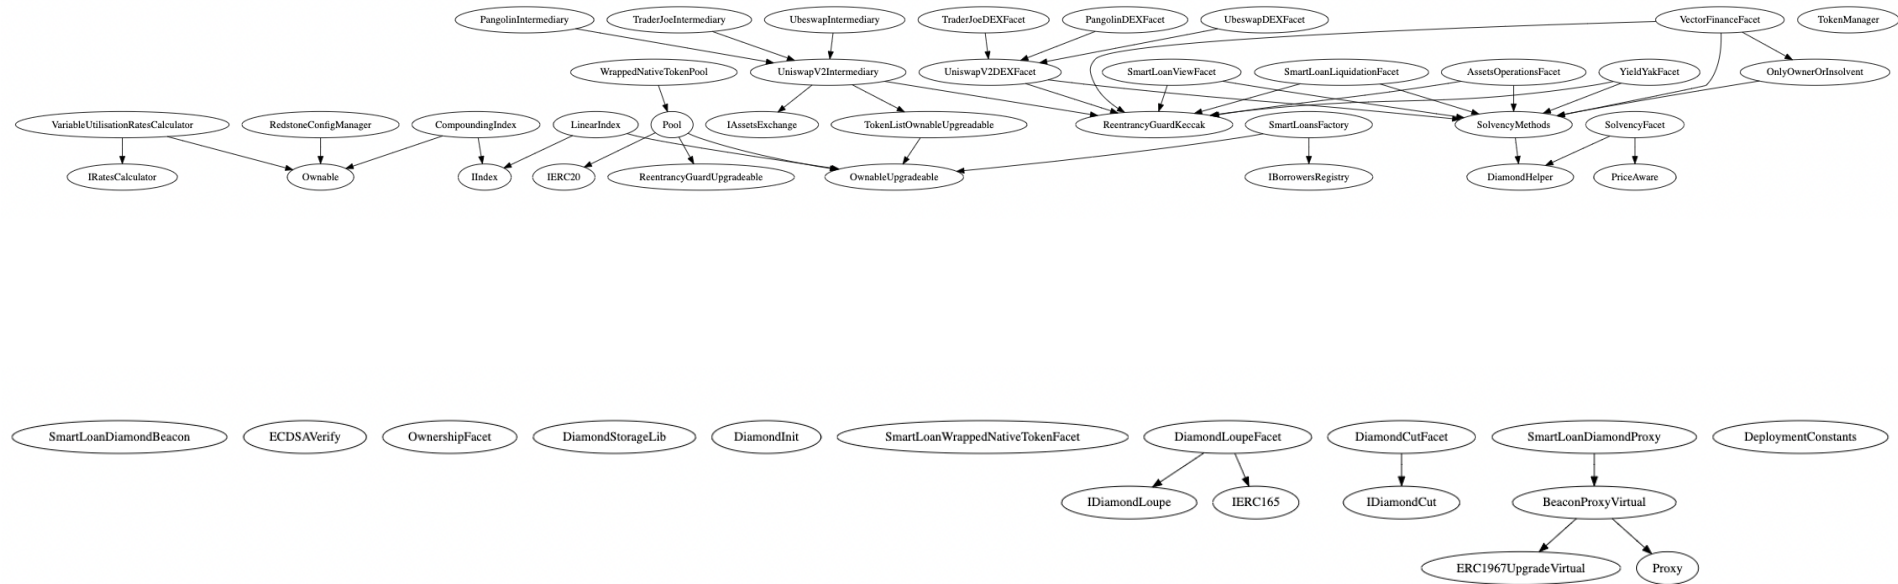 PangolinIntermediary
TraderJoeIntermediary
UbeswapIntermediary
TraderJoeDEXFacet
PangolinDEXFacet
UbeswapDEXFacet
VectorFinanceFacet
TokenManager
WrappedNativeTokenPool
UniswapV2Intermediary
UniswapV2DEXFacet
SmartLoanViewFacet
SmartLoanLiquidationFacet
AssetsOperationsFacet
YieldYakFacet
OnlyOwnerOrInsolvent
VariableUtilisationRatesCalculator
RedstoneConfigManager
CompoundingIndex
LinearIndex
Pool
IAssetsExchange
TokenListOwnableUpgreadable
ReentrancyGuardKeccak
SmartLoansFactory
SolvencyMethods
SolvencyFacet
IRatesCalculator
Ownable
IIndex
IERC20
ReentrancyGuardUpgradeable
OwnableUpgradeable
IBorrowersRegistry
DiamondHelper
PriceAware
SmartLoanDiamondBeacon
ECDSAVerify
OwnershipFacet
DiamondStorageLib
DiamondInit
SmartLoanWrappedNativeTokenFacet
DiamondLoupeFacet
DiamondCutFacet
SmartLoanDiamondProxy
DeploymentConstants
IDiamondLoupe
IERC165
IDiamondCut
BeaconProxyVirtual
ERC1967UpgradeVirtual
Proxy